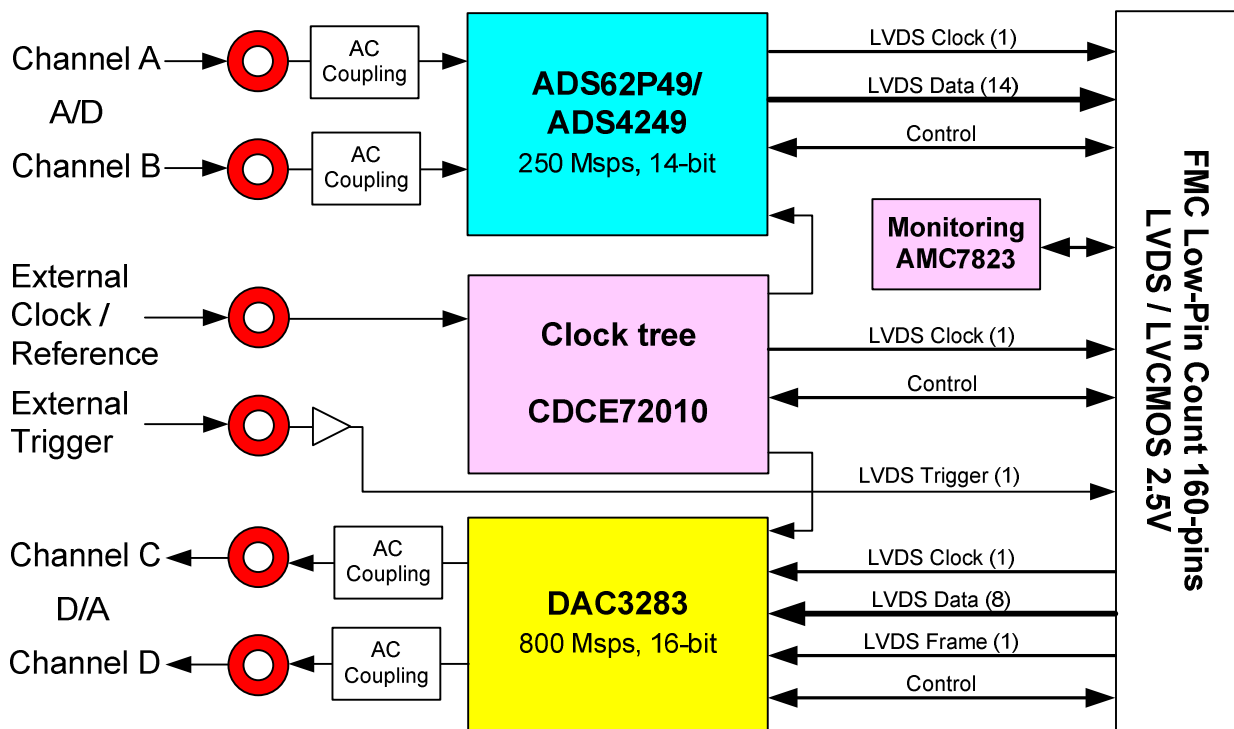 Channel A
A/D
Channel B
AC
Coupling
AC
Coupling
ADS62P49/
ADS4249
250 Msps, 14-bit
LVDS Clock (1)
LVDS Data (14)
Control
Monitoring
AMC7823
External
Clock /
Reference
External
Trigger
Clock tree
CDCE72010
LVDS Clock (1)
Control
LVDS Trigger (1)
Channel C
D/A
Channel D
AC
Coupling
AC
Coupling
DAC3283
800 Msps, 16-bit
LVDS Clock (1)
LVDS Data (8)
LVDS Frame (1)
Control
FMC Low-Pin Count 160-pins
LVDS / LVCMOS 2.5V